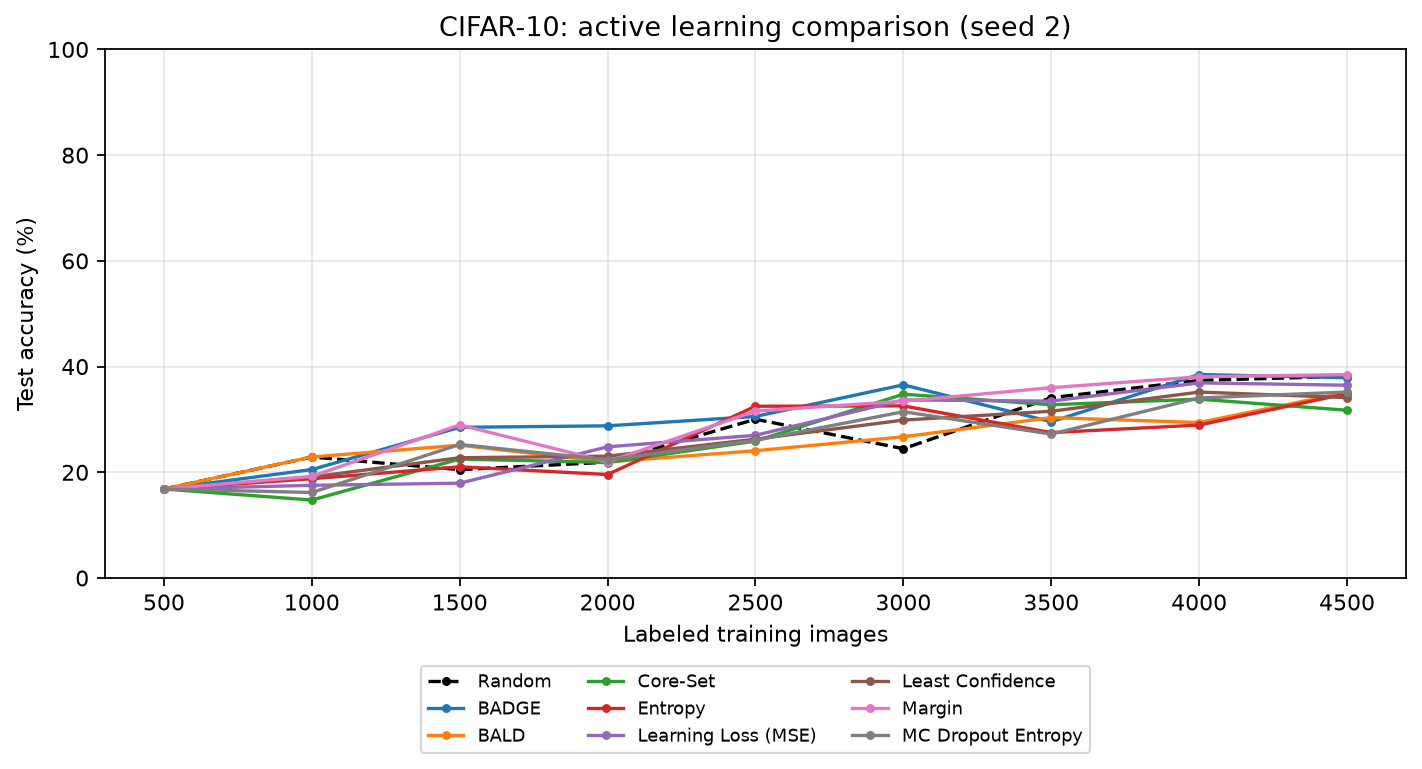 CIFAR-10: active learning comparison (seed 2)
100
80
60
40
20
0
Test accuracy (%)
500 1000 1500 2000 2500 3000 3500 4000 4500
Labeled training images
Random Core-Set Least Confidence
BADGE Entropy Margin
BALD Learning Loss (MSE) MC Dropout Entropy